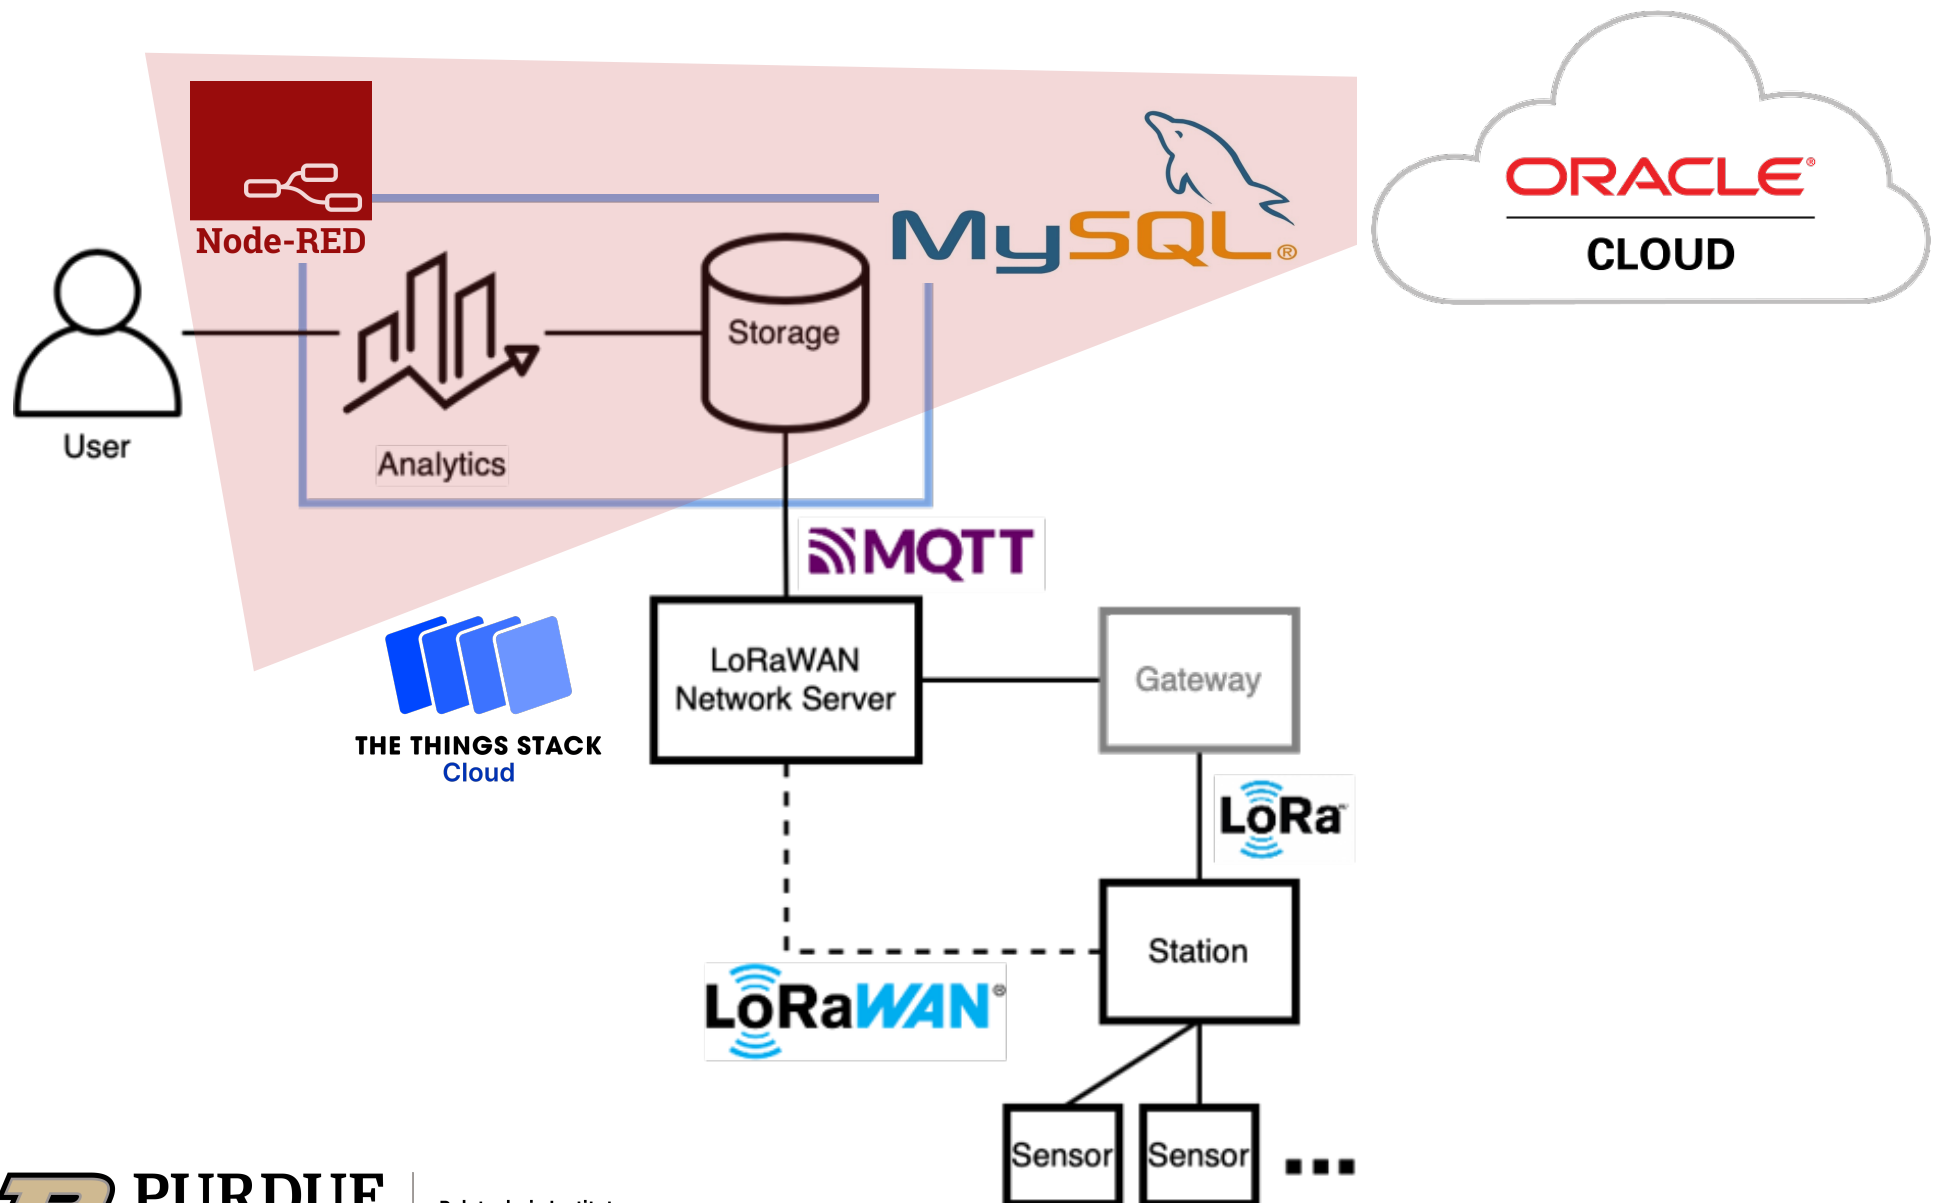 Node-RED
MySQL®
ORACLE®
CLOUD
Storage
User
Analytics
MQTT
LoRaWAN
Network Server
Gateway
THE THINGS STACK
Cloud
LoRa
Station
LoRaWAN®
Sensor
Sensor
PURDUE